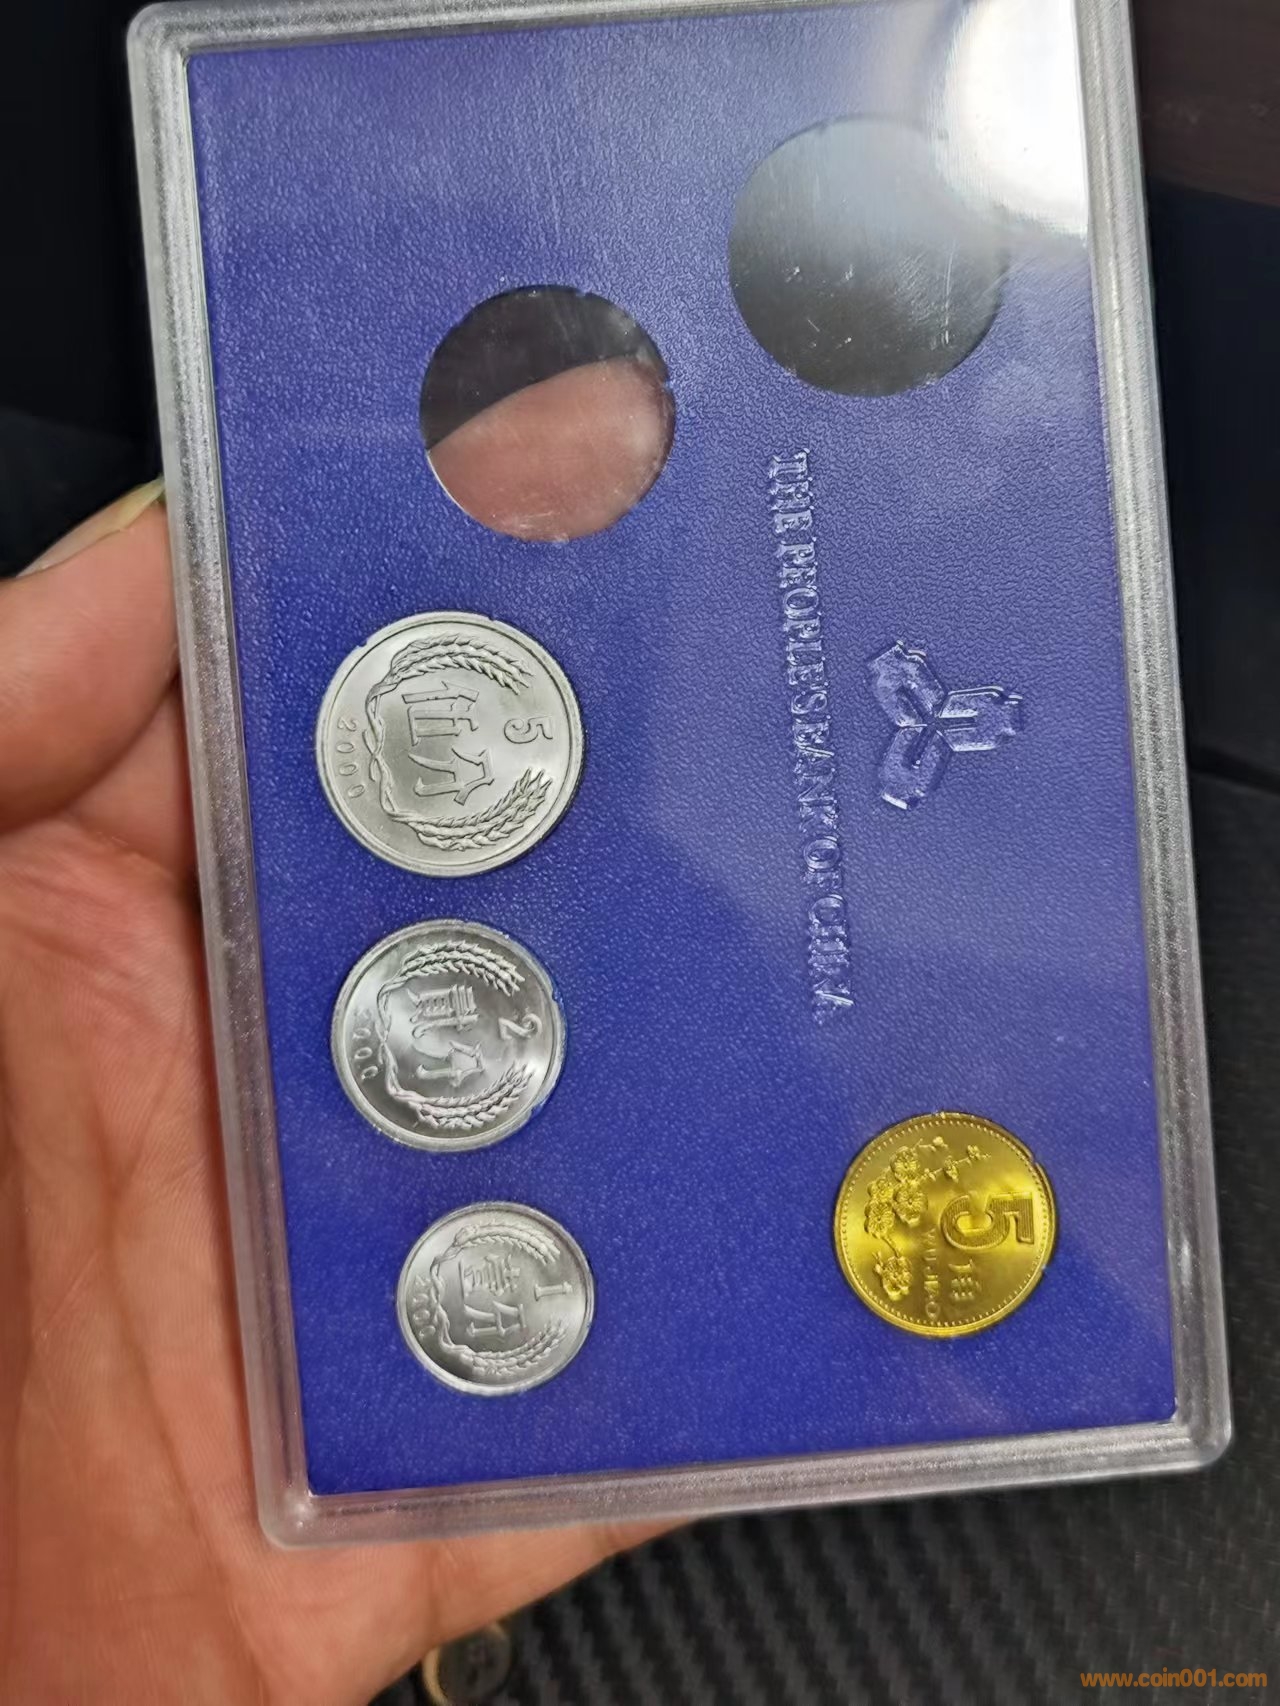 THE PEOPLE'S BANK OF CHINA
5
伍分
2000
2
贰分
2000
1
壹分
2000
5
角
WU JIAO
www.coin001.com